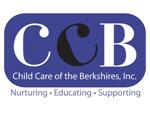 CCB
Child Care of the Berkshires, Inc.
Nurturing • Educating • Supporting